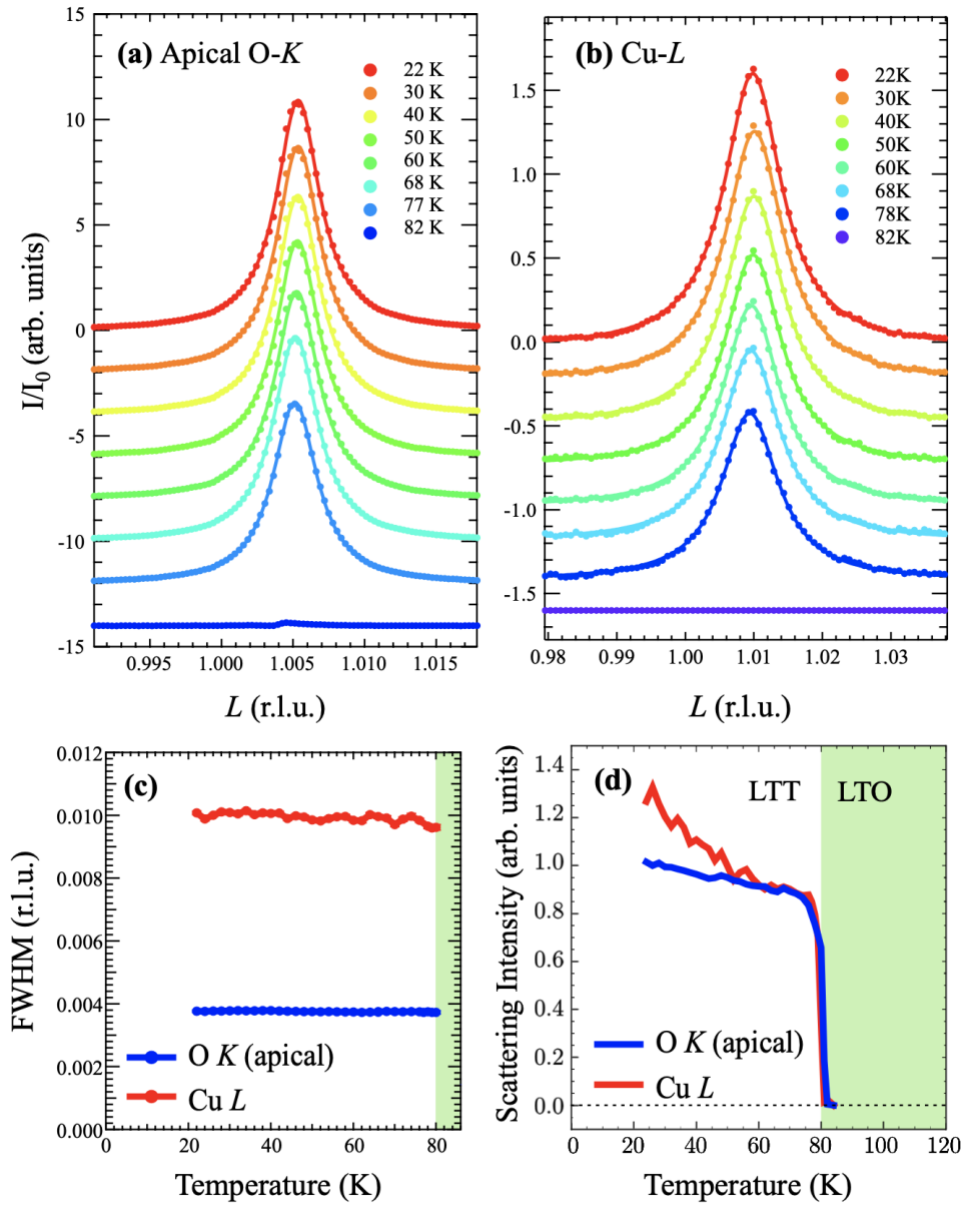 (a) Apical O-K
22 K
30 K
40 K
50 K
60 K
68 K
77 K
82 K
15
10
5
0
-5
-10
-15
I/I0 (arb. units)
0.995 1.000 1.005 1.010 1.015
L (r.l.u.)
(b) Cu-L
22K
30K
40K
50K
60K
68K
78K
82K
1.5
1.0
0.5
0.0
-0.5
-1.0
-1.5
0.98 0.99 1.00 1.01 1.02 1.03
L (r.l.u.)
(c)
0.012
0.010
0.008
0.006
0.004
0.002
0.000
FWHM (r.l.u.)
O K (apical)
Cu L
0 20 40 60 80
Temperature (K)
(d)
LTT LTO
1.4
1.2
1.0
0.8
0.6
0.4
0.2
0.0
Scattering Intensity (arb. units)
O K (apical)
Cu L
0 20 40 60 80 100 120
Temperature (K)